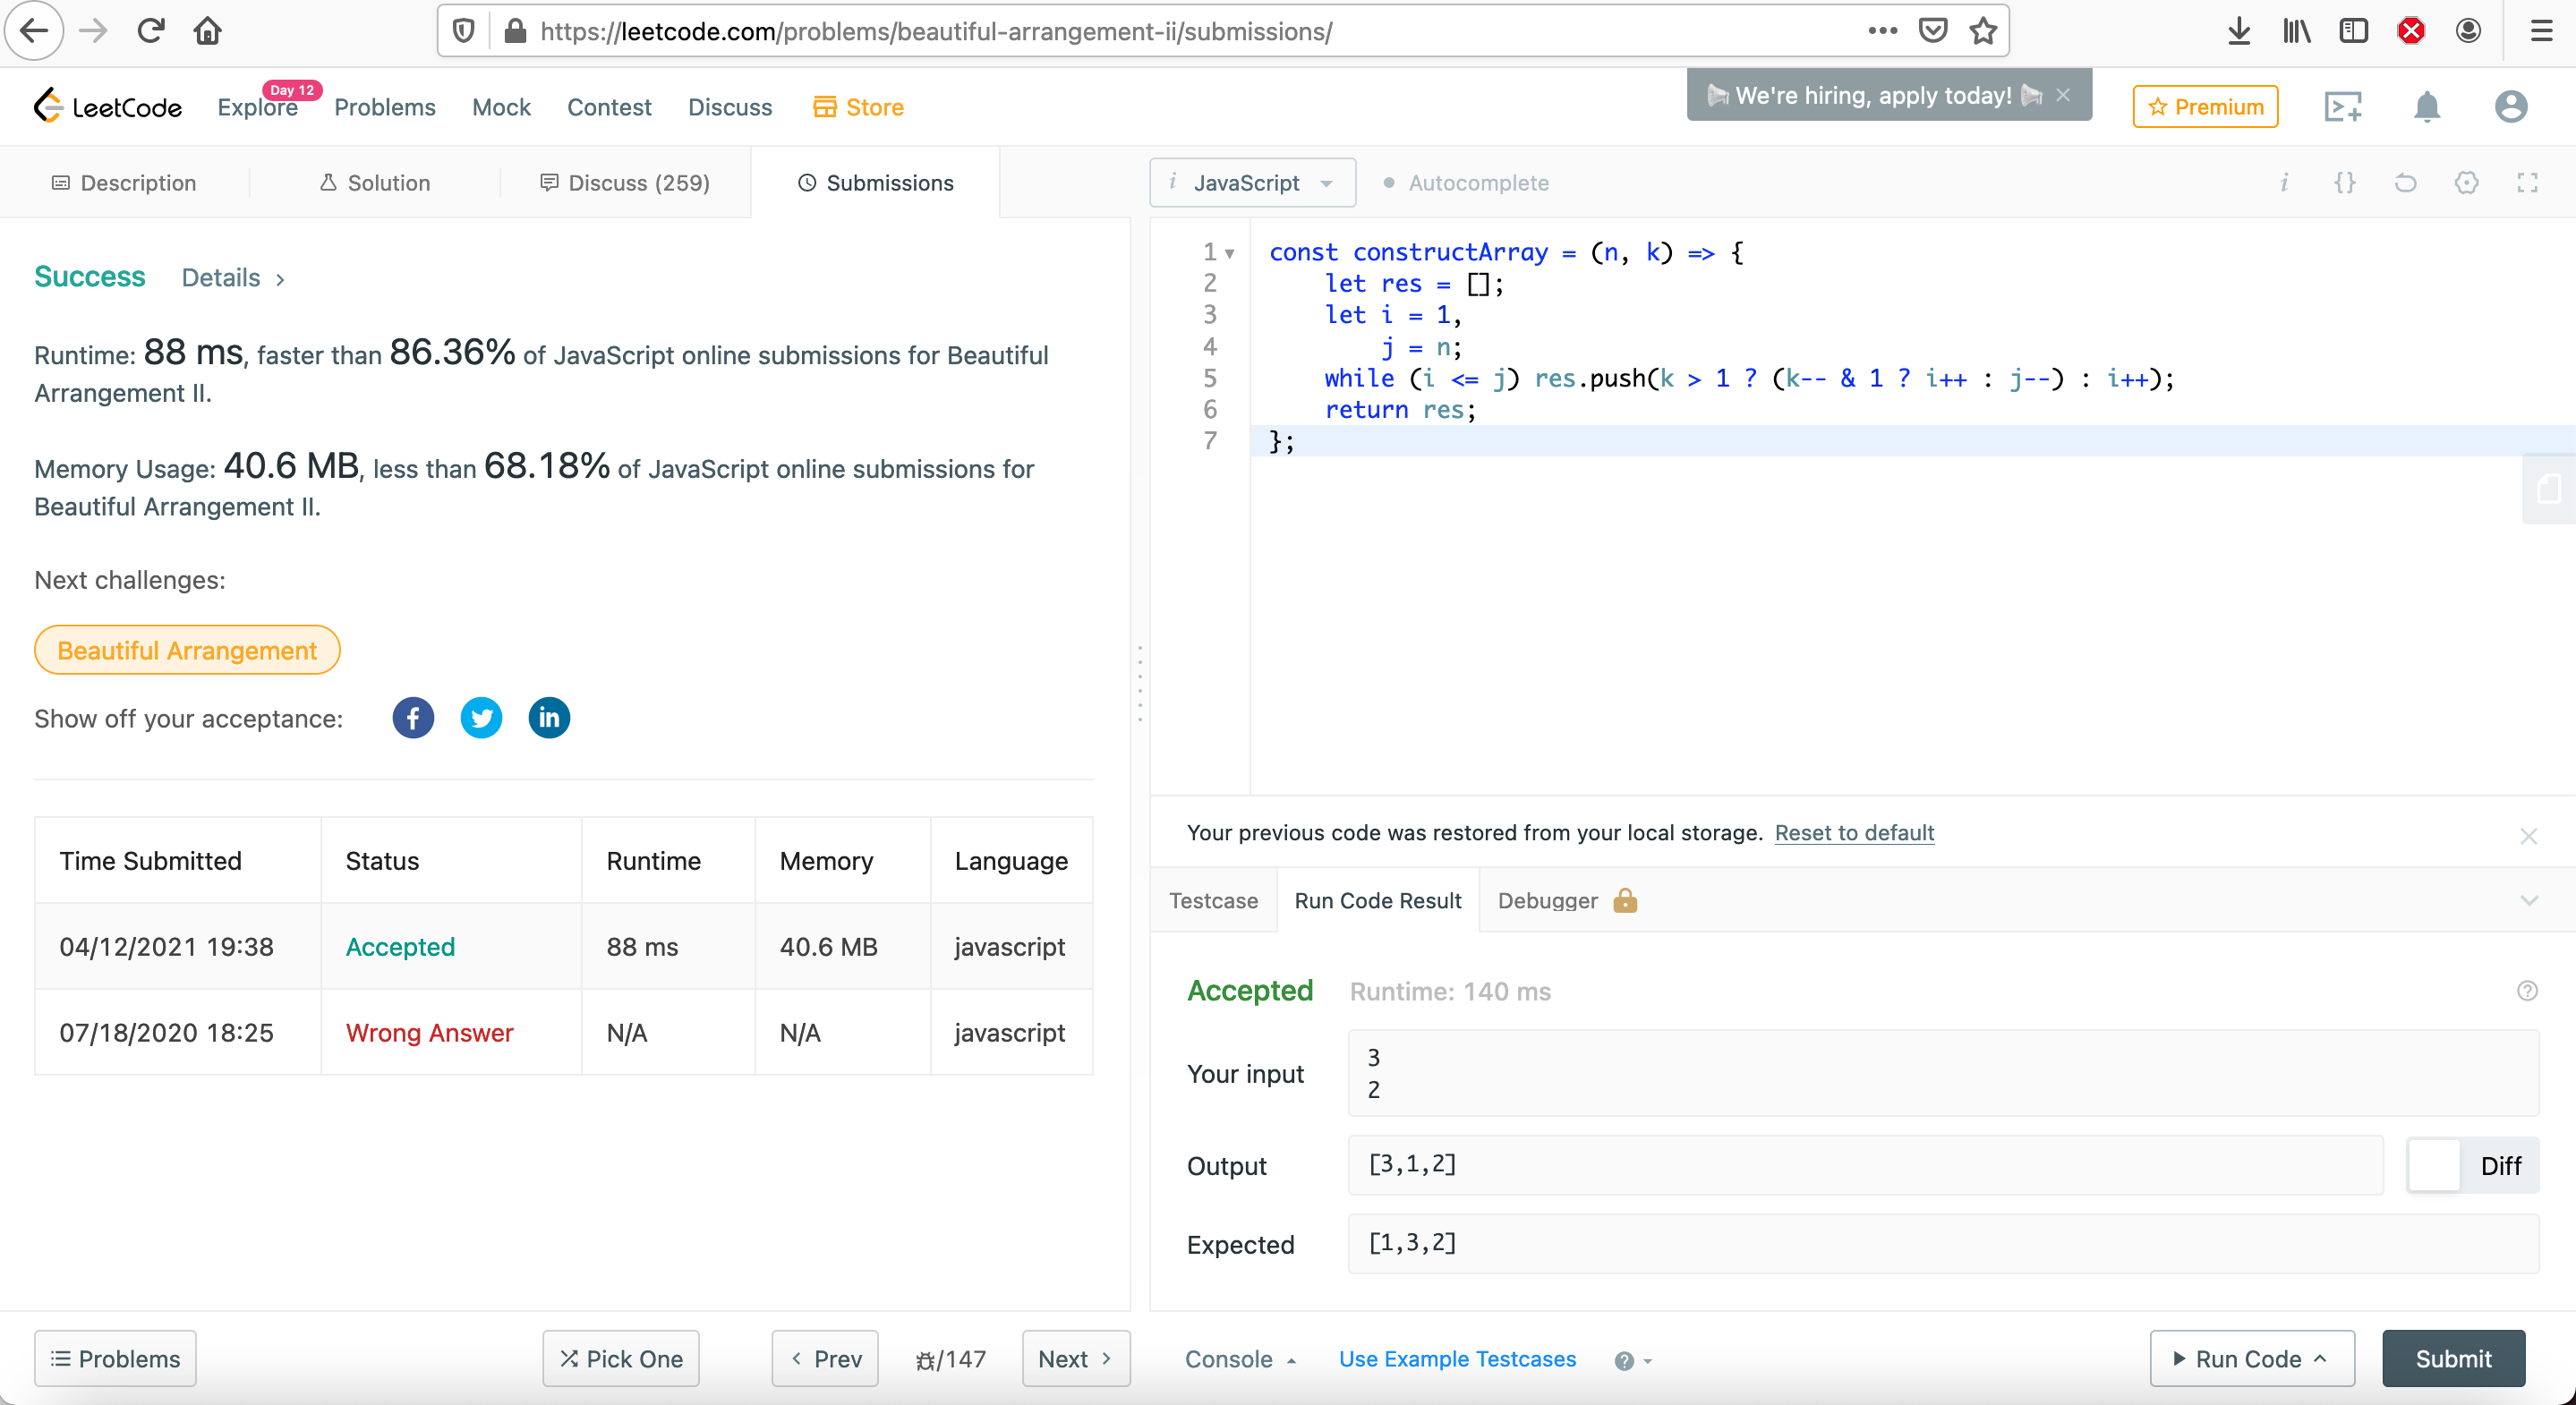 https://leetcode.com/problems/beautiful-arrangement-ii/submissions/
LeetCode
Explore
Day 12
Problems
Mock
Contest
Discuss
Store
We're hiring, apply today!
Premium
Description
Solution
Discuss (259)
Submissions
i JavaScript
Autocomplete
i
{}
Success
Details
Runtime: 88 ms, faster than 86.36% of JavaScript online submissions for Beautiful
Arrangement II.
Memory Usage: 40.6 MB, less than 68.18% of JavaScript online submissions for
Beautiful Arrangement II.
Next challenges:
Beautiful Arrangement
Show off your acceptance:
f
in
Time Submitted Status Runtime Memory Language
04/12/2021 19:38 Accepted 88 ms 40.6 MB javascript
07/18/2020 18:25 Wrong Answer N/A N/A javascript
Problems
Pick One
Prev
/147
Next
1 const constructArray = (n, k) => {
2 let res = [];
3 let i = 1,
4 j = n;
5 while (i <= j) res.push(k > 1 ? (k-- & 1 ? i++ : j--) : i++);
6 return res;
7 };
Your previous code was restored from your local storage. Reset to default
Testcase
Run Code Result
Debugger
Accepted Runtime: 140 ms
?
Your input
3
2
Output
[3,1,2]
Diff
Expected
[1,3,2]
Console
Use Example Testcases
?
Run Code
Submit